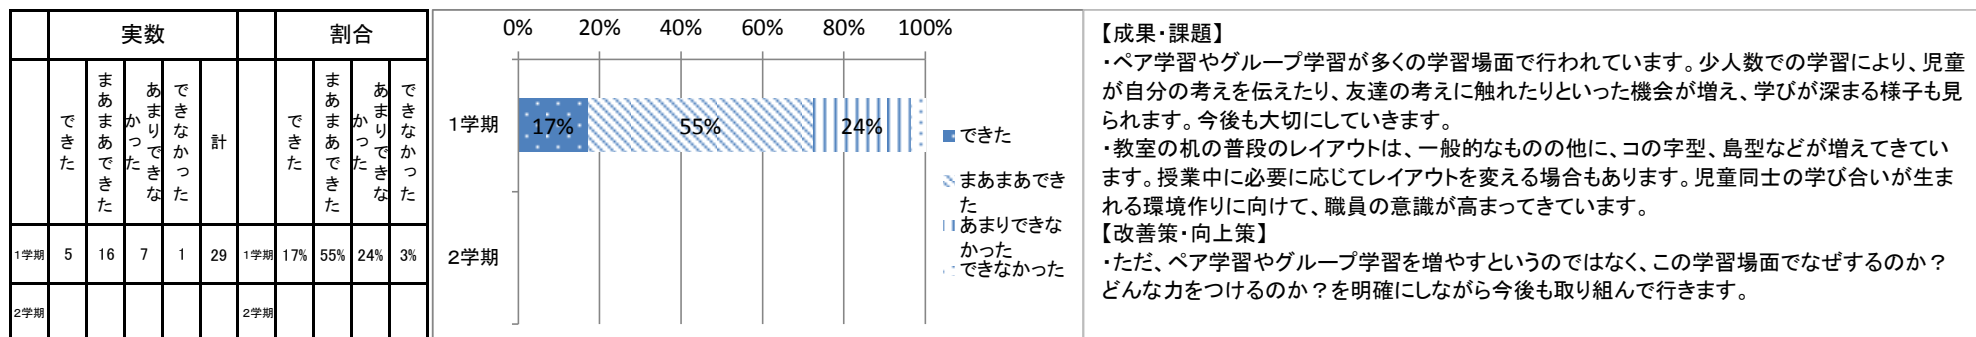 実数
割合
できた
まあまあできた
あまりできな
かった
できなかった
計
できた
まあまあできた
あまりできな
かった
できなかった
1学期 5 16 7 1 29 1学期 17% 55% 24% 3%
2学期 2学期
0% 20% 40% 60% 80% 100%
1学期
17% 55% 24%
2学期
できた
まあまあでき
た
あまりできな
かった
できなかった
【成果・課題】
・ペア学習やグループ学習が多くの学習場面で行われています。少人数での学習により、児童
が自分の考えを伝えたり、友達の考えに触れたりといった機会が増え、学びが深まる様子も見
られます。今後も大切にしていきます。
・教室の机の普段のレイアウトは、一般的なものの他に、コの字型、島型などが増えてきてい
ます。授業中に必要に応じてレイアウトを変える場合もあります。児童同士の学び合いが生ま
れる環境作りに向けて、職員の意識が高まってきています。
【改善策・向上策】
・ただ、ペア学習やグループ学習を増やすというのではなく、この学習場面でなぜするのか？
どんな力をつけるのか？を明確にしながら今後も取り組んで行きます。